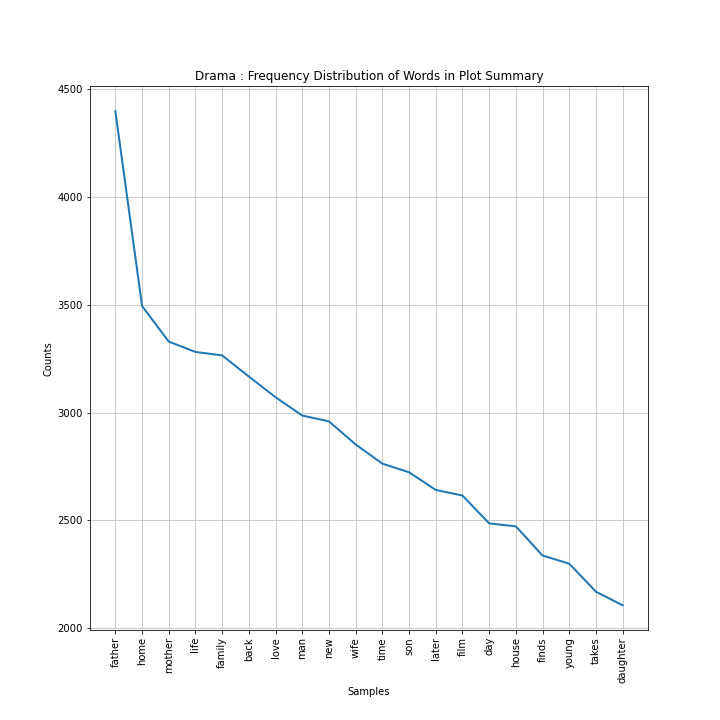 Drama : Frequency Distribution of Words in Plot Summary
4500
4000
3500
3000
2500
2000
Counts
father
home
mother
life
family
back
love
man
new
wife
time
son
later
film
day
house
finds
young
takes
daughter
Samples